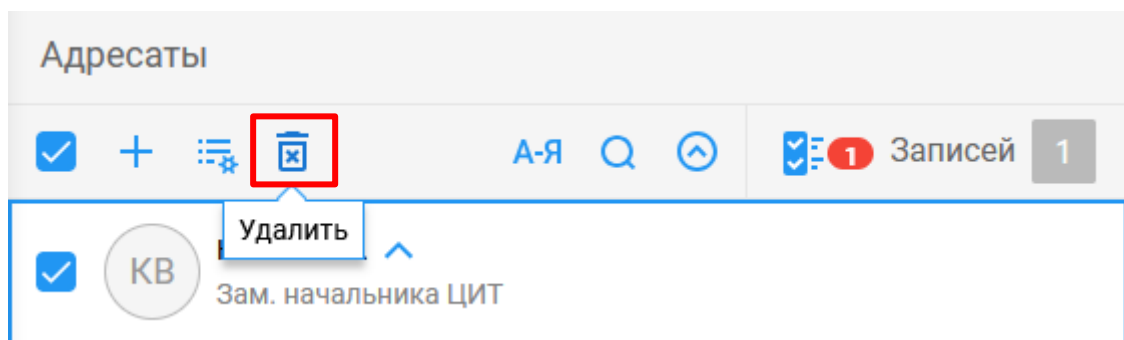 Адресаты
А-Я 1 Записей 1
Удалить
КВ
Зам. начальника ЦИТ